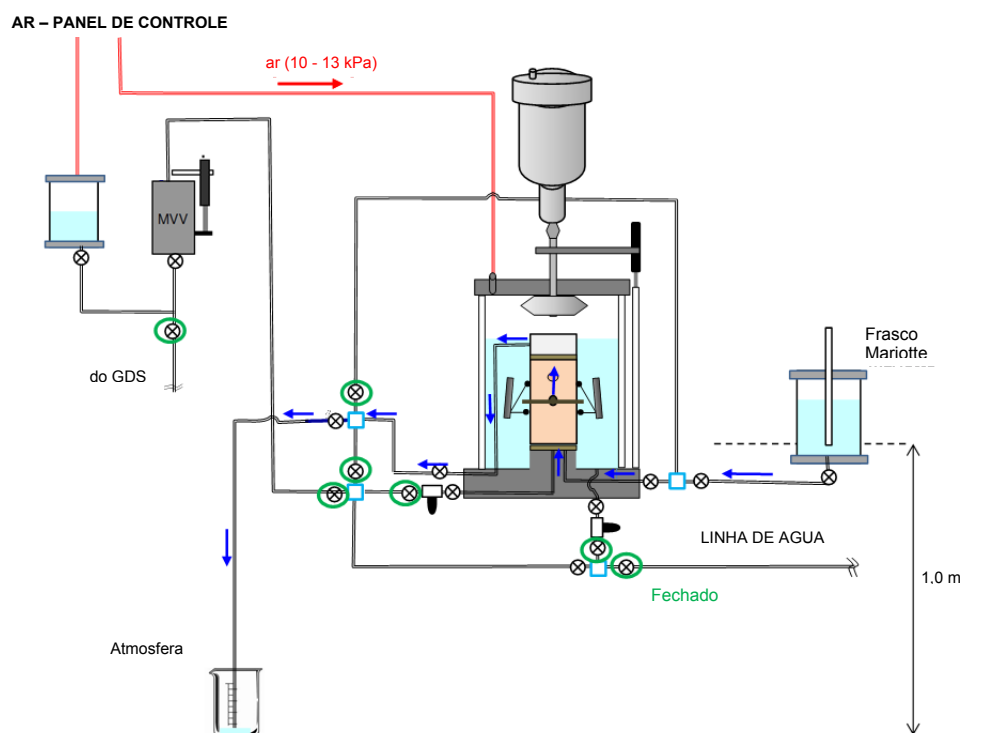 AR – PANEL DE CONTROLE
ar (10 - 13 kPa)
MVV
Frasco
Mariotte
do GDS
LINHA DE AGUA
Fechado
1.0 m
Atmosfera